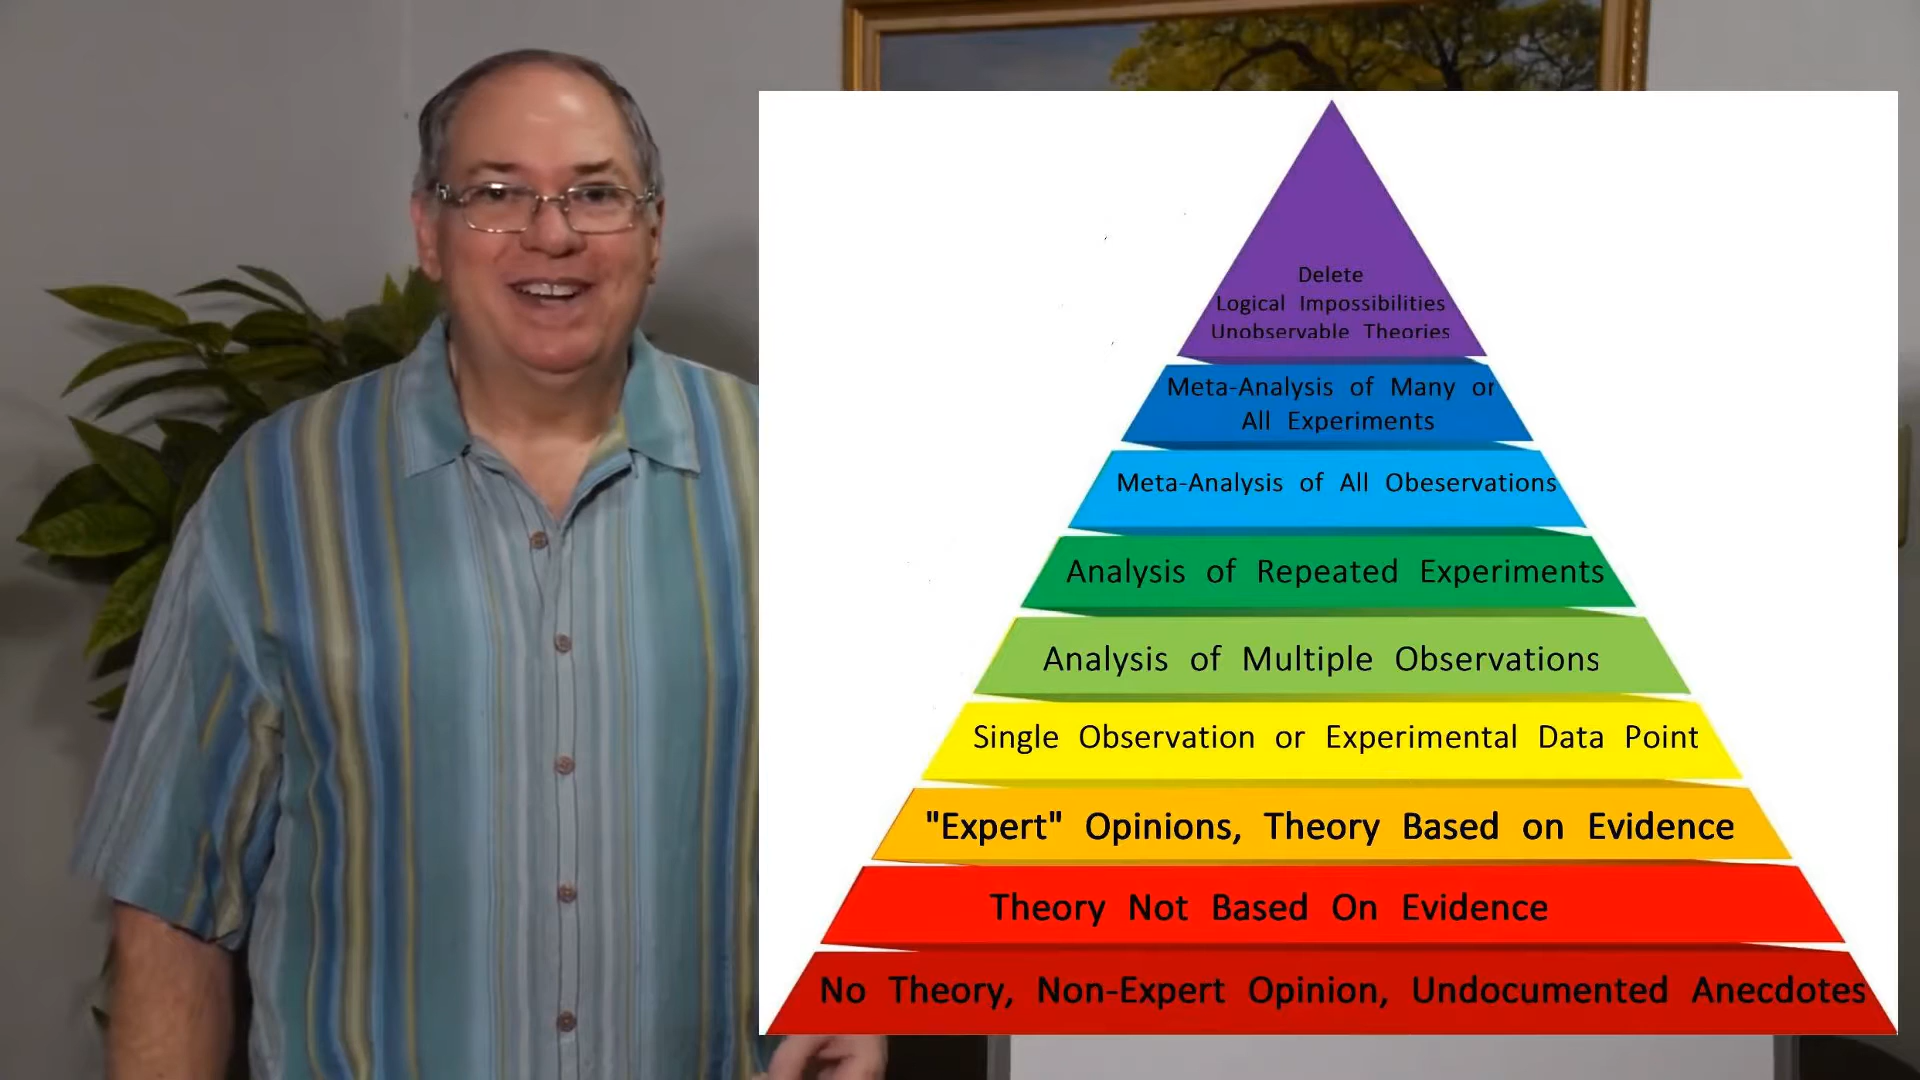 Delete
Logical Impossibilities
Unobservable Theories
Meta-Analysis of Many or
All Experiments
Meta-Analysis of All Obeservations
Analysis of Repeated Experiments
Analysis of Multiple Observations
Single Observation or Experimental Data Point
"Expert" Opinions, Theory Based on Evidence
Theory Not Based On Evidence
No Theory, Non-Expert Opinion, Undocumented Anecdotes